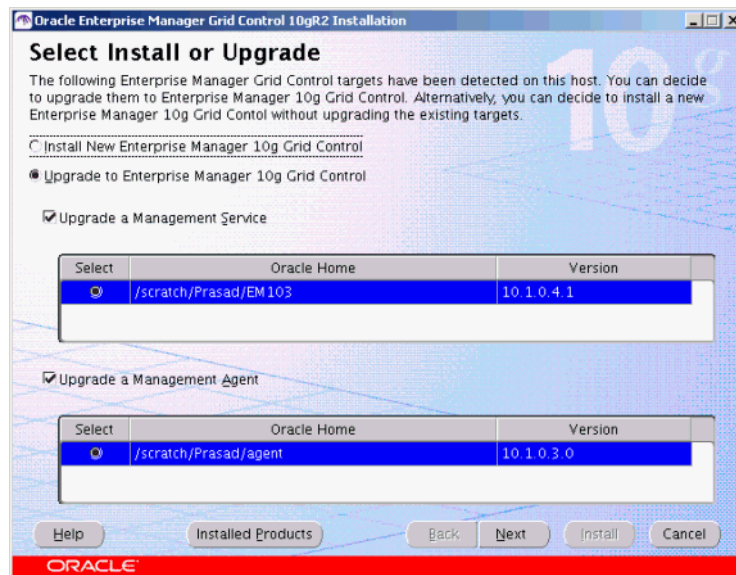 Oracle Enterprise Manager Grid Control 10gR2 Installation
Select Install or Upgrade
10g
The following Enterprise Manager Grid Control targets have been detected on this host. You can decide
to upgrade them to Enterprise Manager 10g Grid Control. Alternatively, you can decide to install a new
Enterprise Manager 10g Grid Contol without upgrading the existing targets.
Install New Enterprise Manager 10g Grid Control
Upgrade to Enterprise Manager 10g Grid Control
Upgrade a Management Service
Select Oracle Home Version
/scratch/Prasad/EM103 10.1.0.4.1
Upgrade a Management Agent
Select Oracle Home Version
/scratch/Prasad/agent 10.1.0.3.0
Help Installed Products Back Next Install Cancel
ORACLE